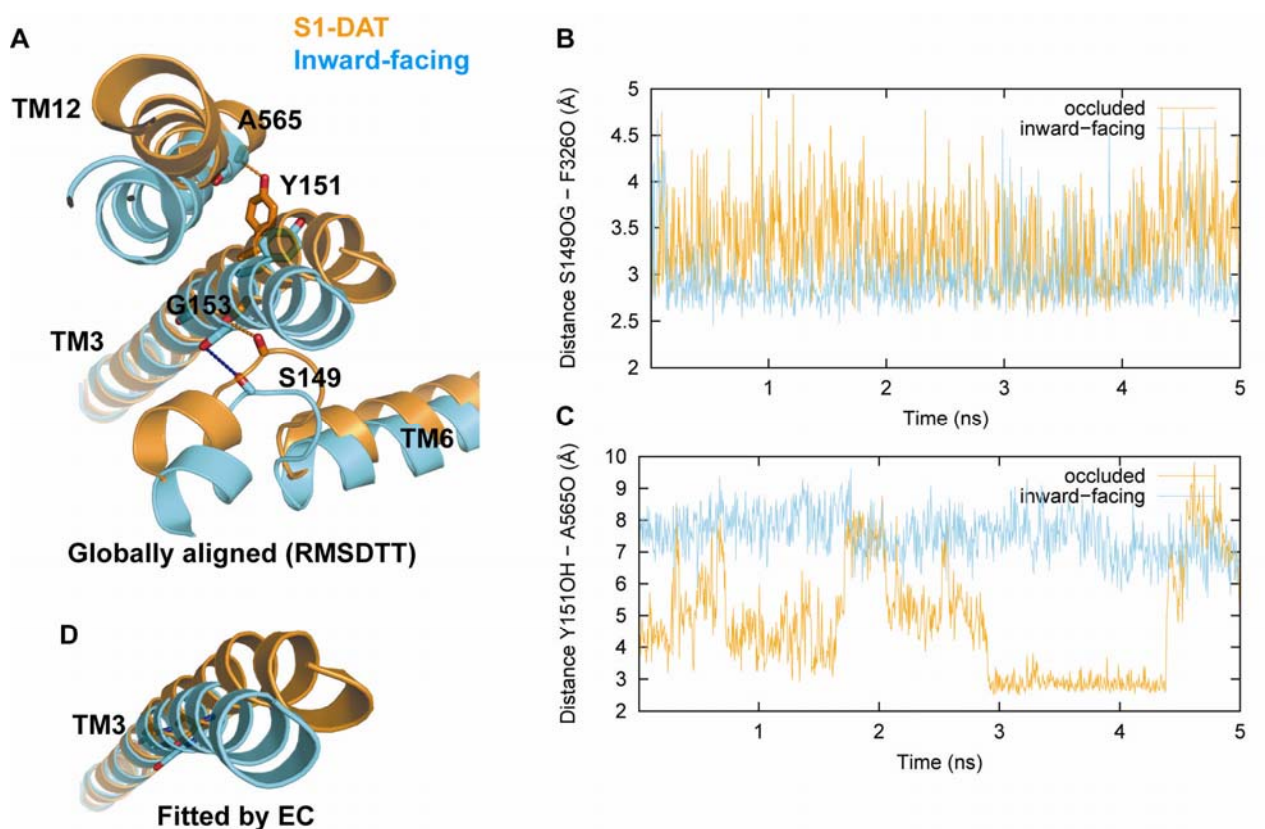 S1-DAT
Inward-facing
A
TM12
A565
Y151
G153
TM3
S149
TM6
Globally aligned (RMSDTT)
B
Distance S149OG – F326O (Å)
5
4.5
4
3.5
3
2.5
2
occluded
inward-facing
1 2 3 4 5
Time (ns)
C
Distance Y151OH – A565O (Å)
10
9
8
7
6
5
4
3
2
occluded
inward-facing
1 2 3 4 5
Time (ns)
D
TM3
Fitted by EC